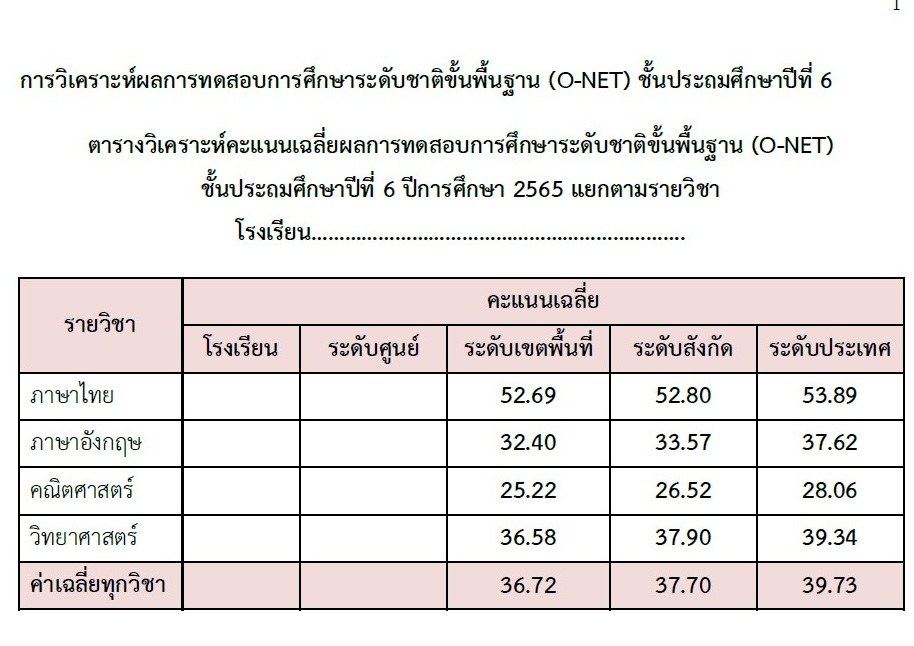 1
การวิเคราะห์ผลการทดสอบการศึกษาระดับชาติขั้นพื้นฐาน (O-NET) ชั้นประถมศึกษาปีที่ 6
ตารางวิเคราะห์คะแนนเฉลี่ยผลการทดสอบการศึกษาระดับชาติขั้นพื้นฐาน (O-NET)
ชั้นประถมศึกษาปีที่ 6 ปีการศึกษา 2565 แยกตามรายวิชา
โรงเรียน....................................................................
รายวิชา คะแนนเฉลี่ย
โรงเรียน ระดับศูนย์ ระดับเขตพื้นที่ ระดับสังกัด ระดับประเทศ
ภาษาไทย 52.69 52.80 53.89
ภาษาอังกฤษ 32.40 33.57 37.62
คณิตศาสตร์ 25.22 26.52 28.06
วิทยาศาสตร์ 36.58 37.90 39.34
ค่าเฉลี่ยทุกวิชา 36.72 37.70 39.73